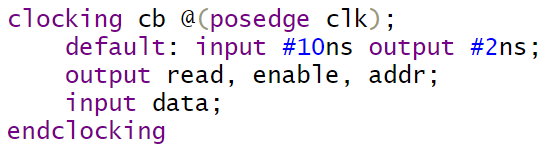 clocking cb @(posedge clk);
    default: input #10ns output #2ns;
    output read, enable, addr;
    input data;
endclocking